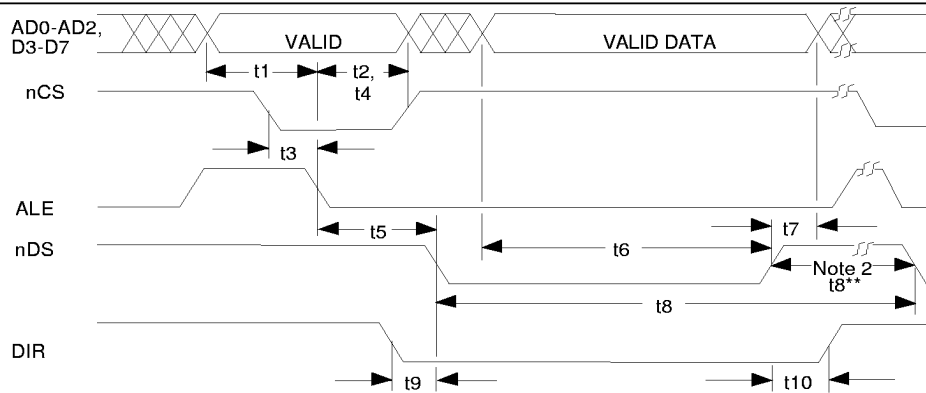 AD0-AD2,
D3-D7
VALID
VALID DATA
t1
t2,
t4
nCS
t3
ALE
t5
t7
nDS
t6
Note 2
t8**
t8
DIR
t9
t10